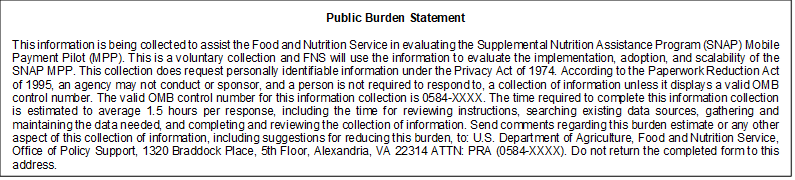 Public Burden Statement
This information is being collected to assist the Food and Nutrition Service in evaluating the Supplemental Nutrition Assistance Program (SNAP) Mobile
Payment Pilot (MPP). This is a voluntary collection and FNS will use the information to evaluate the implementation, adoption, and scalability of the
SNAP MPP. This collection does request personally identifiable information under the Privacy Act of 1974. According to the Paperwork Reduction Act
of 1995, an agency may not conduct or sponsor, and a person is not required to respond to, a collection of information unless it displays a valid OMB
control number. The valid OMB control number for this information collection is 0584-XXXX. The time required to complete this information collection
is estimated to average 1.5 hours per response, including the time for reviewing instructions, searching existing data sources, gathering and
maintaining the data needed, and completing and reviewing the collection of information. Send comments regarding this burden estimate or any other
aspect of this collection of information, including suggestions for reducing this burden, to: U.S. Department of Agriculture, Food and Nutrition Service,
Office of Policy Support, 1320 Braddock Place, 5th Floor, Alexandria, VA 22314 ATTN: PRA (0584-XXXX). Do not return the completed form to this
address.